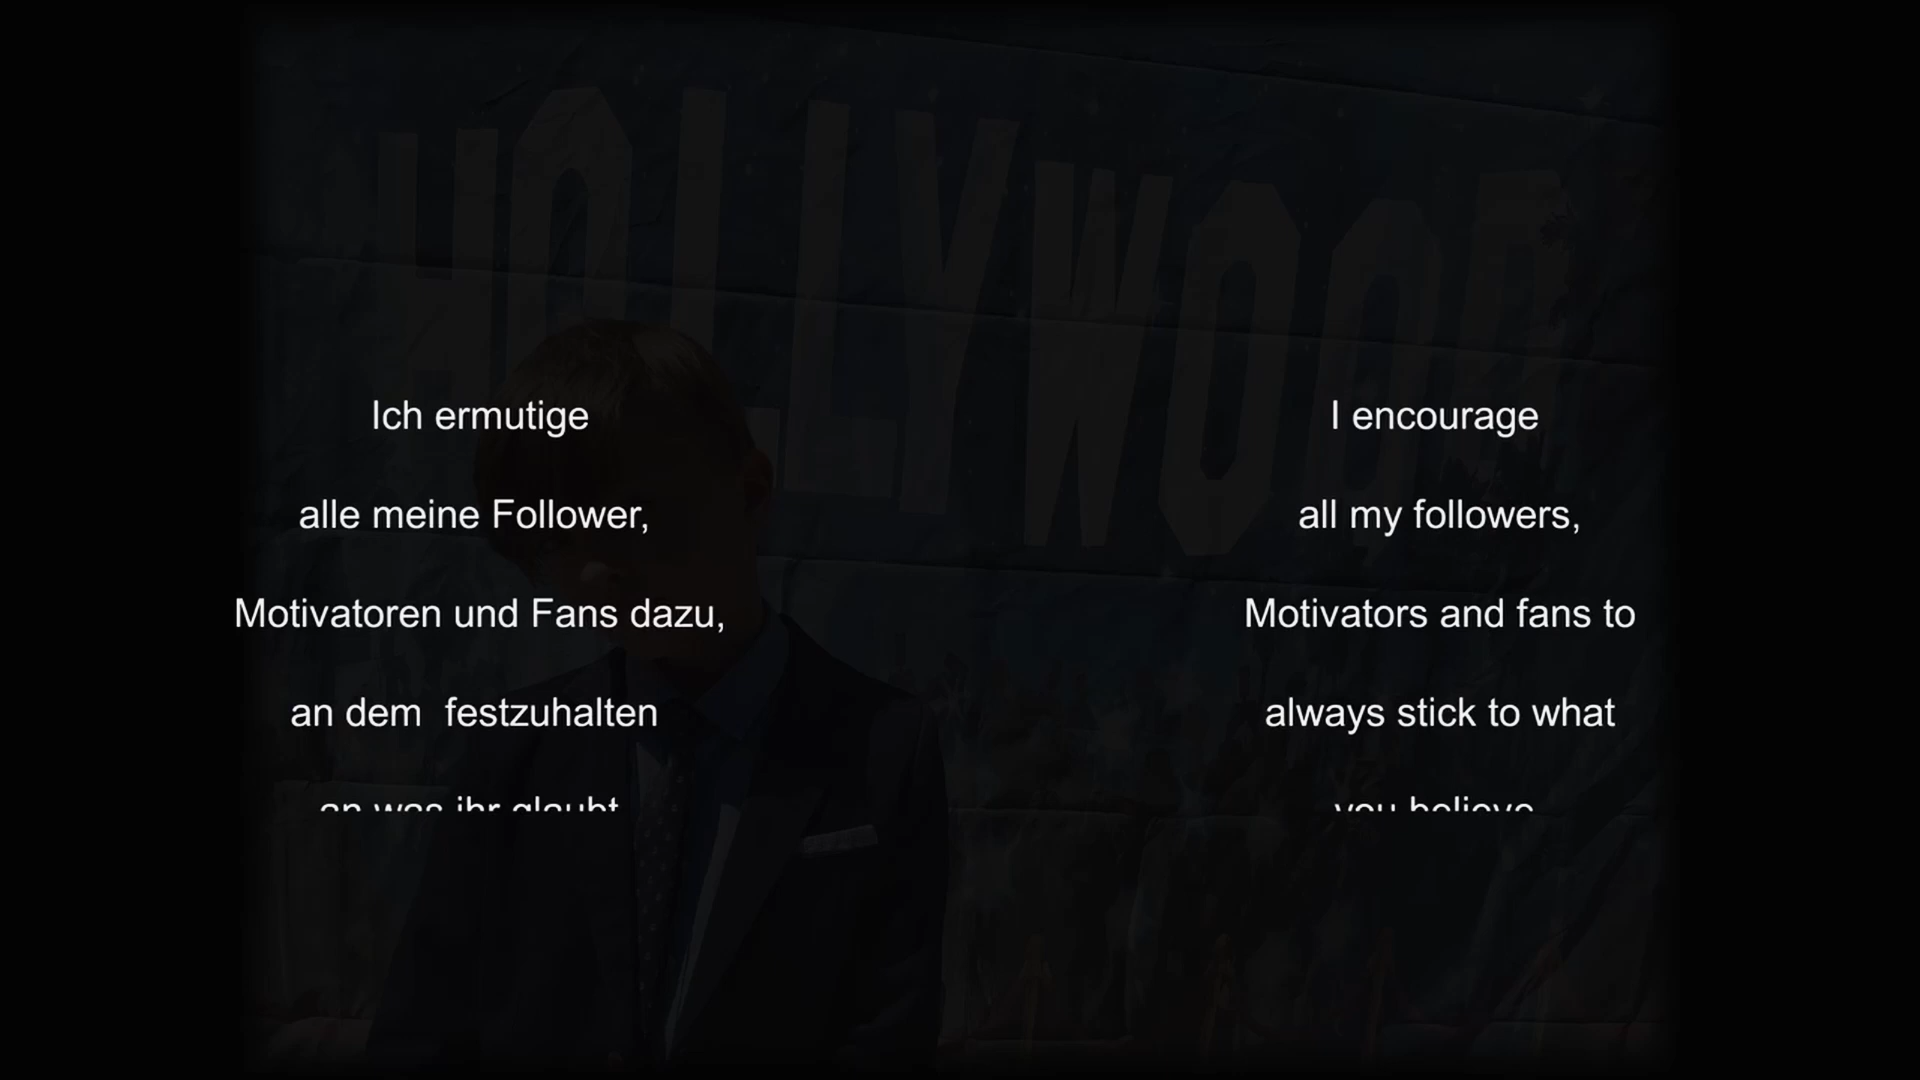 HOLLYWOOD
Ich ermutige
alle meine Follower,
Motivatoren und Fans dazu,
an dem  festzuhalten
an was ihr glaubt
I encourage
all my followers,
Motivators and fans to
always stick to what
you believe